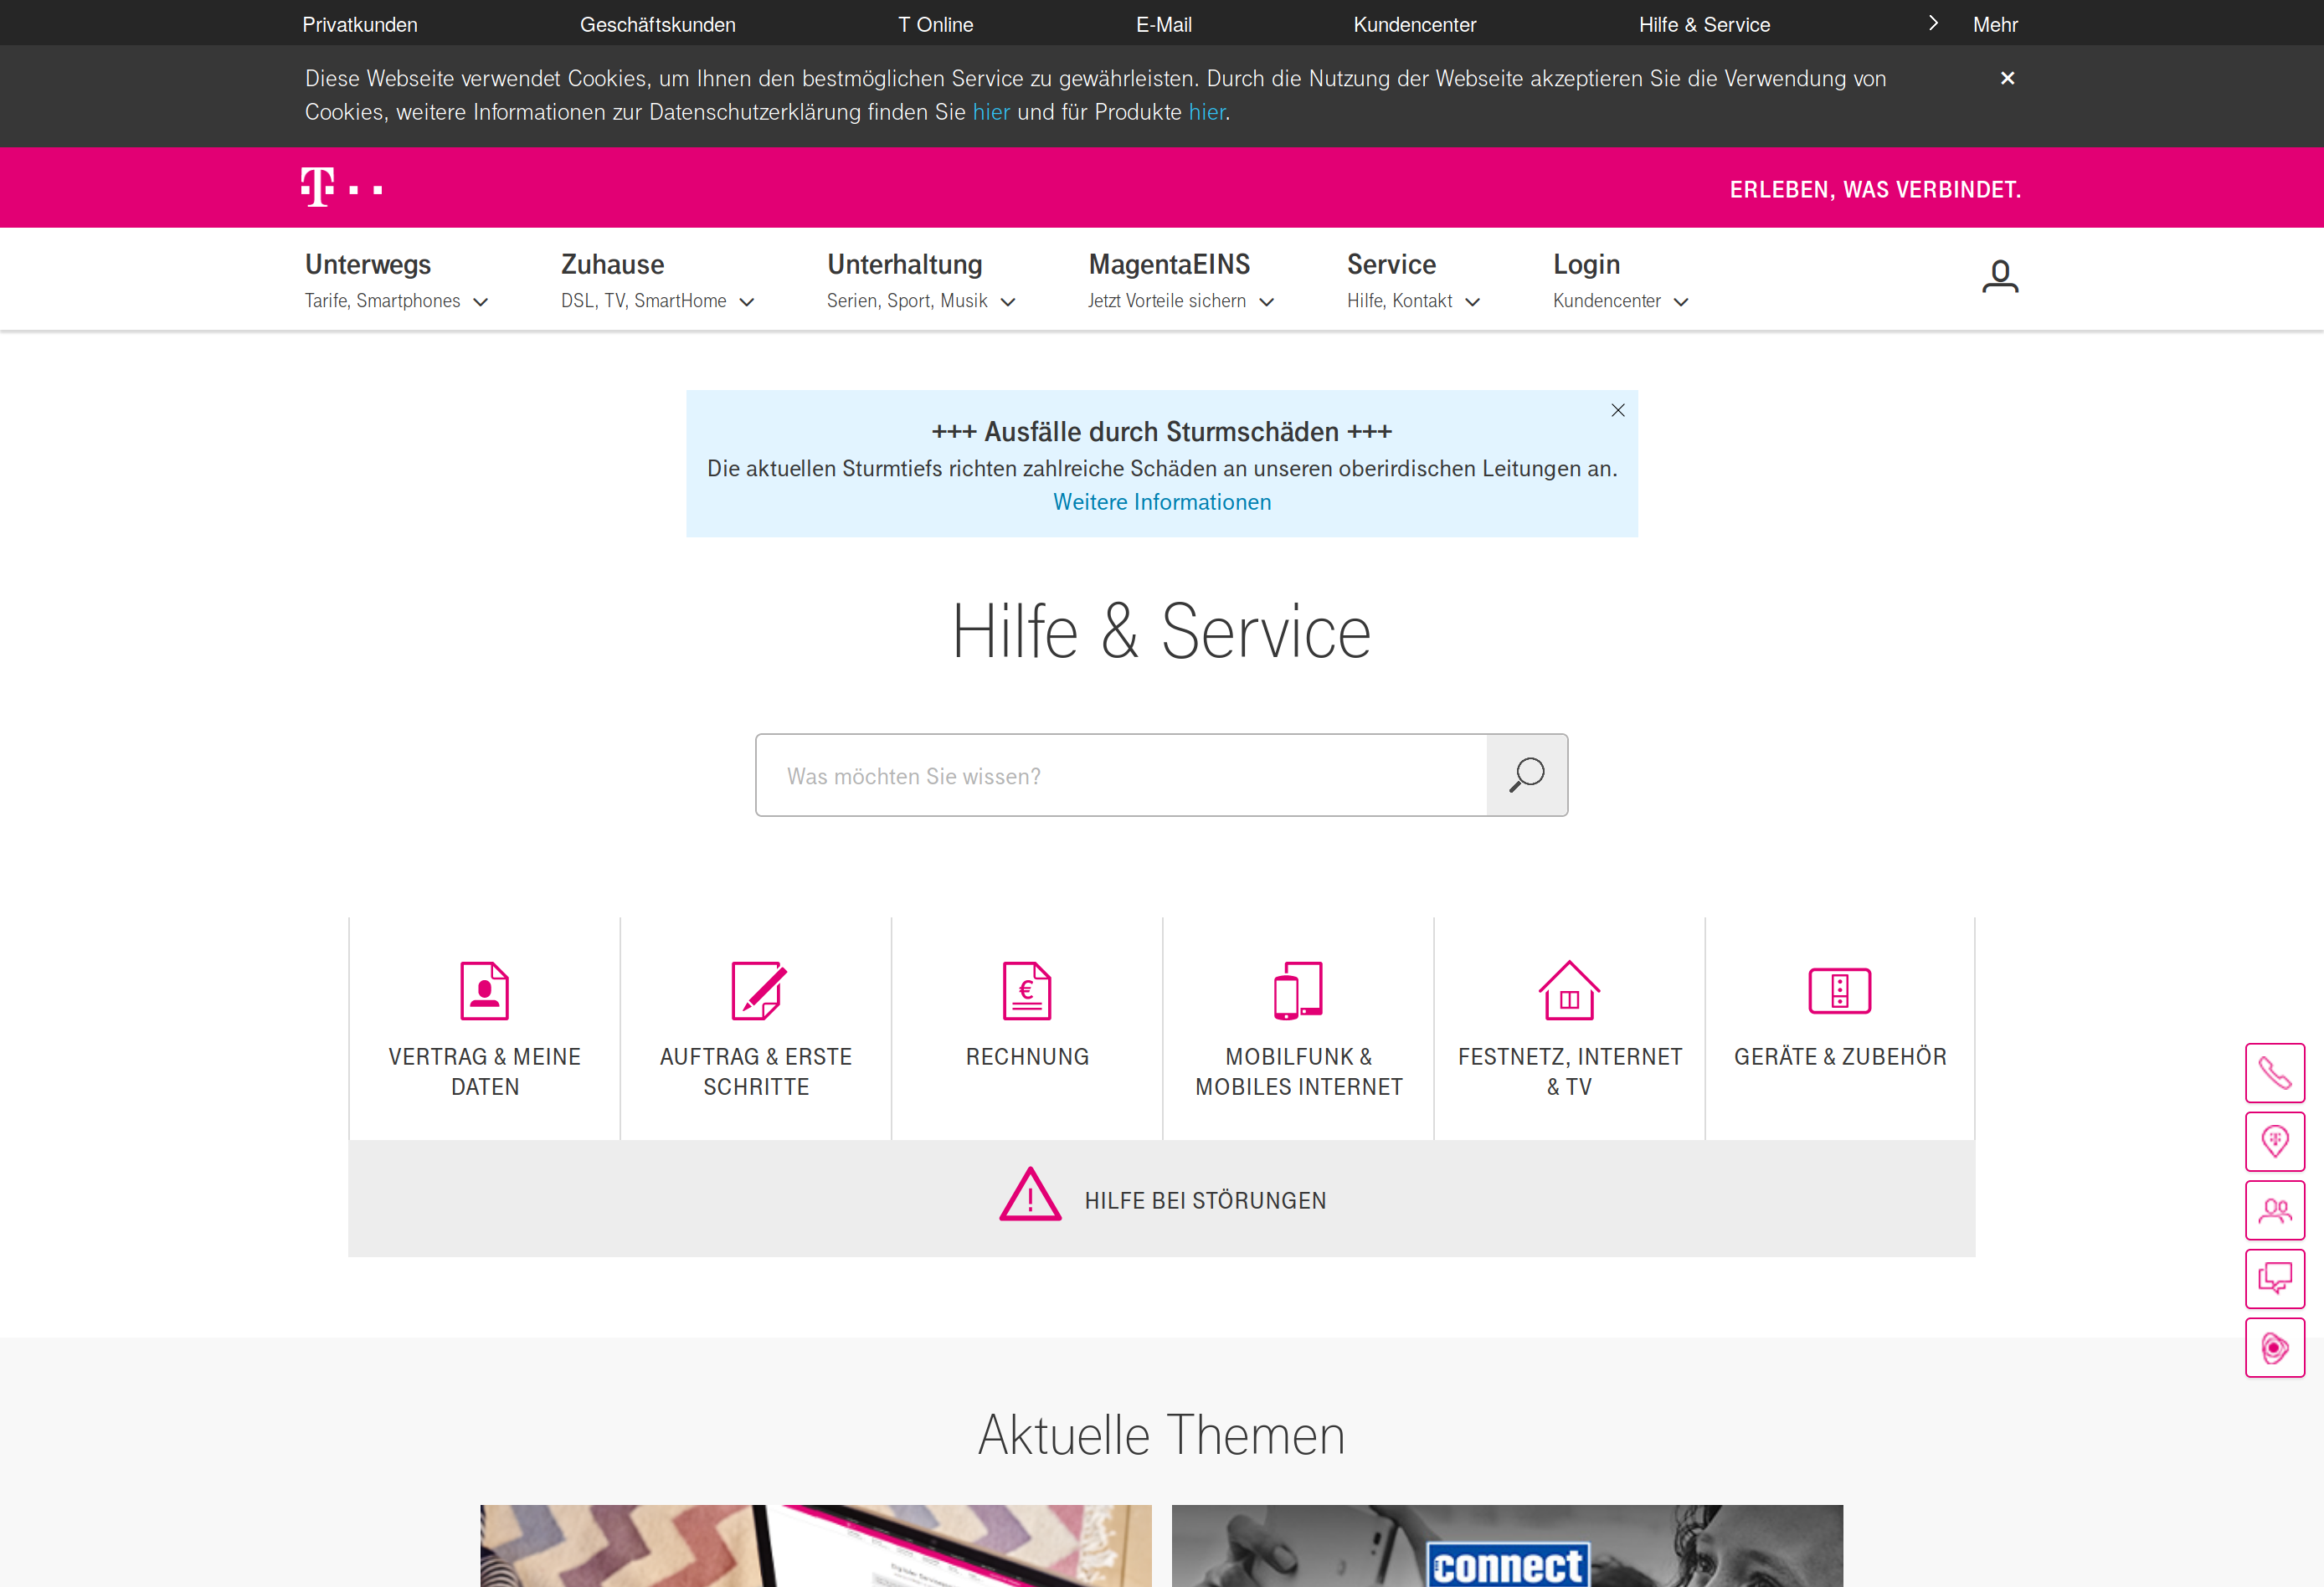 Privatkunden Geschäftskunden T Online E-Mail Kundencenter Hilfe & Service Mehr
Diese Webseite verwendet Cookies, um Ihnen den bestmöglichen Service zu gewährleisten. Durch die Nutzung der Webseite akzeptieren Sie die Verwendung von
Cookies, weitere Informationen zur Datenschutzerklärung finden Sie hier und für Produkte hier.
T
ERLEBEN, WAS VERBINDET.
Unterwegs
Tarife, Smartphones
Zuhause
DSL, TV, SmartHome
Unterhaltung
Serien, Sport, Musik
MagentaEINS
Jetzt Vorteile sichern
Service
Hilfe, Kontakt
Login
Kundencenter
+++ Ausfälle durch Sturmschäden +++
Die aktuellen Sturmtiefs richten zahlreiche Schäden an unseren oberirdischen Leitungen an.
Weitere Informationen
Hilfe & Service
Was möchten Sie wissen?
VERTRAG & MEINE
DATEN
AUFTRAG & ERSTE
SCHRITTE
RECHNUNG
MOBILFUNK &
MOBILES INTERNET
FESTNETZ, INTERNET
& TV
GERÄTE & ZUBEHÖR
HILFE BEI STÖRUNGEN
Aktuelle Themen
connect